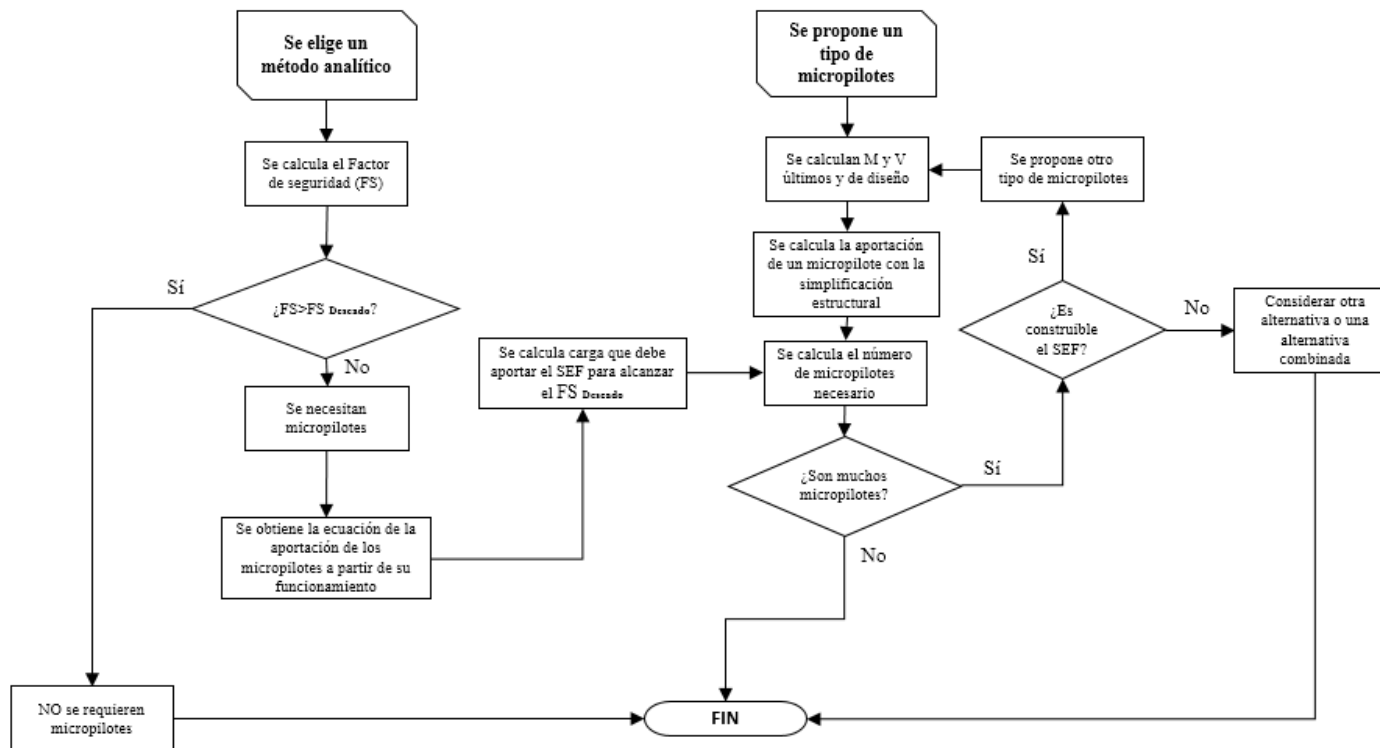 Se elige un
método analítico
Se calcula el Factor
de seguridad (FS)
Sí
¿FS>FS Deseado?
No
Se necesitan
micropilotes
Se obtiene la ecuación de la
aportación de los
micropilotes a partir de su
funcionamiento
NO se requieren
micropilotes
Se calcula carga que debe
aportar el SEF para alcanzar
el FS Deseado
Se propone un
tipo de
micropilotes
Se calculan M y V
últimos y de diseño
Se calcula la aportación
de un micropilote con la
simplificación
estructural
Se calcula el número
de micropilotes
necesario
¿Son muchos
micropilotes?
Sí
No
Se propone otro
tipo de micropilotes
Sí
¿Es
construible
el SEF?
No
Considerar otra
alternativa o una
alternativa
combinada
FIN